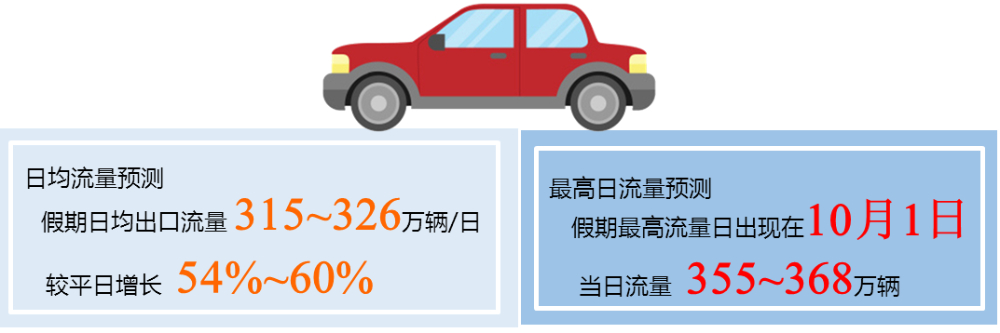 日均流量预测
假期日均出口流量 315~326万辆/日
较平日增长 54%~60%
最高日流量预测
假期最高流量日出现在10月1日
当日流量 355~368万辆